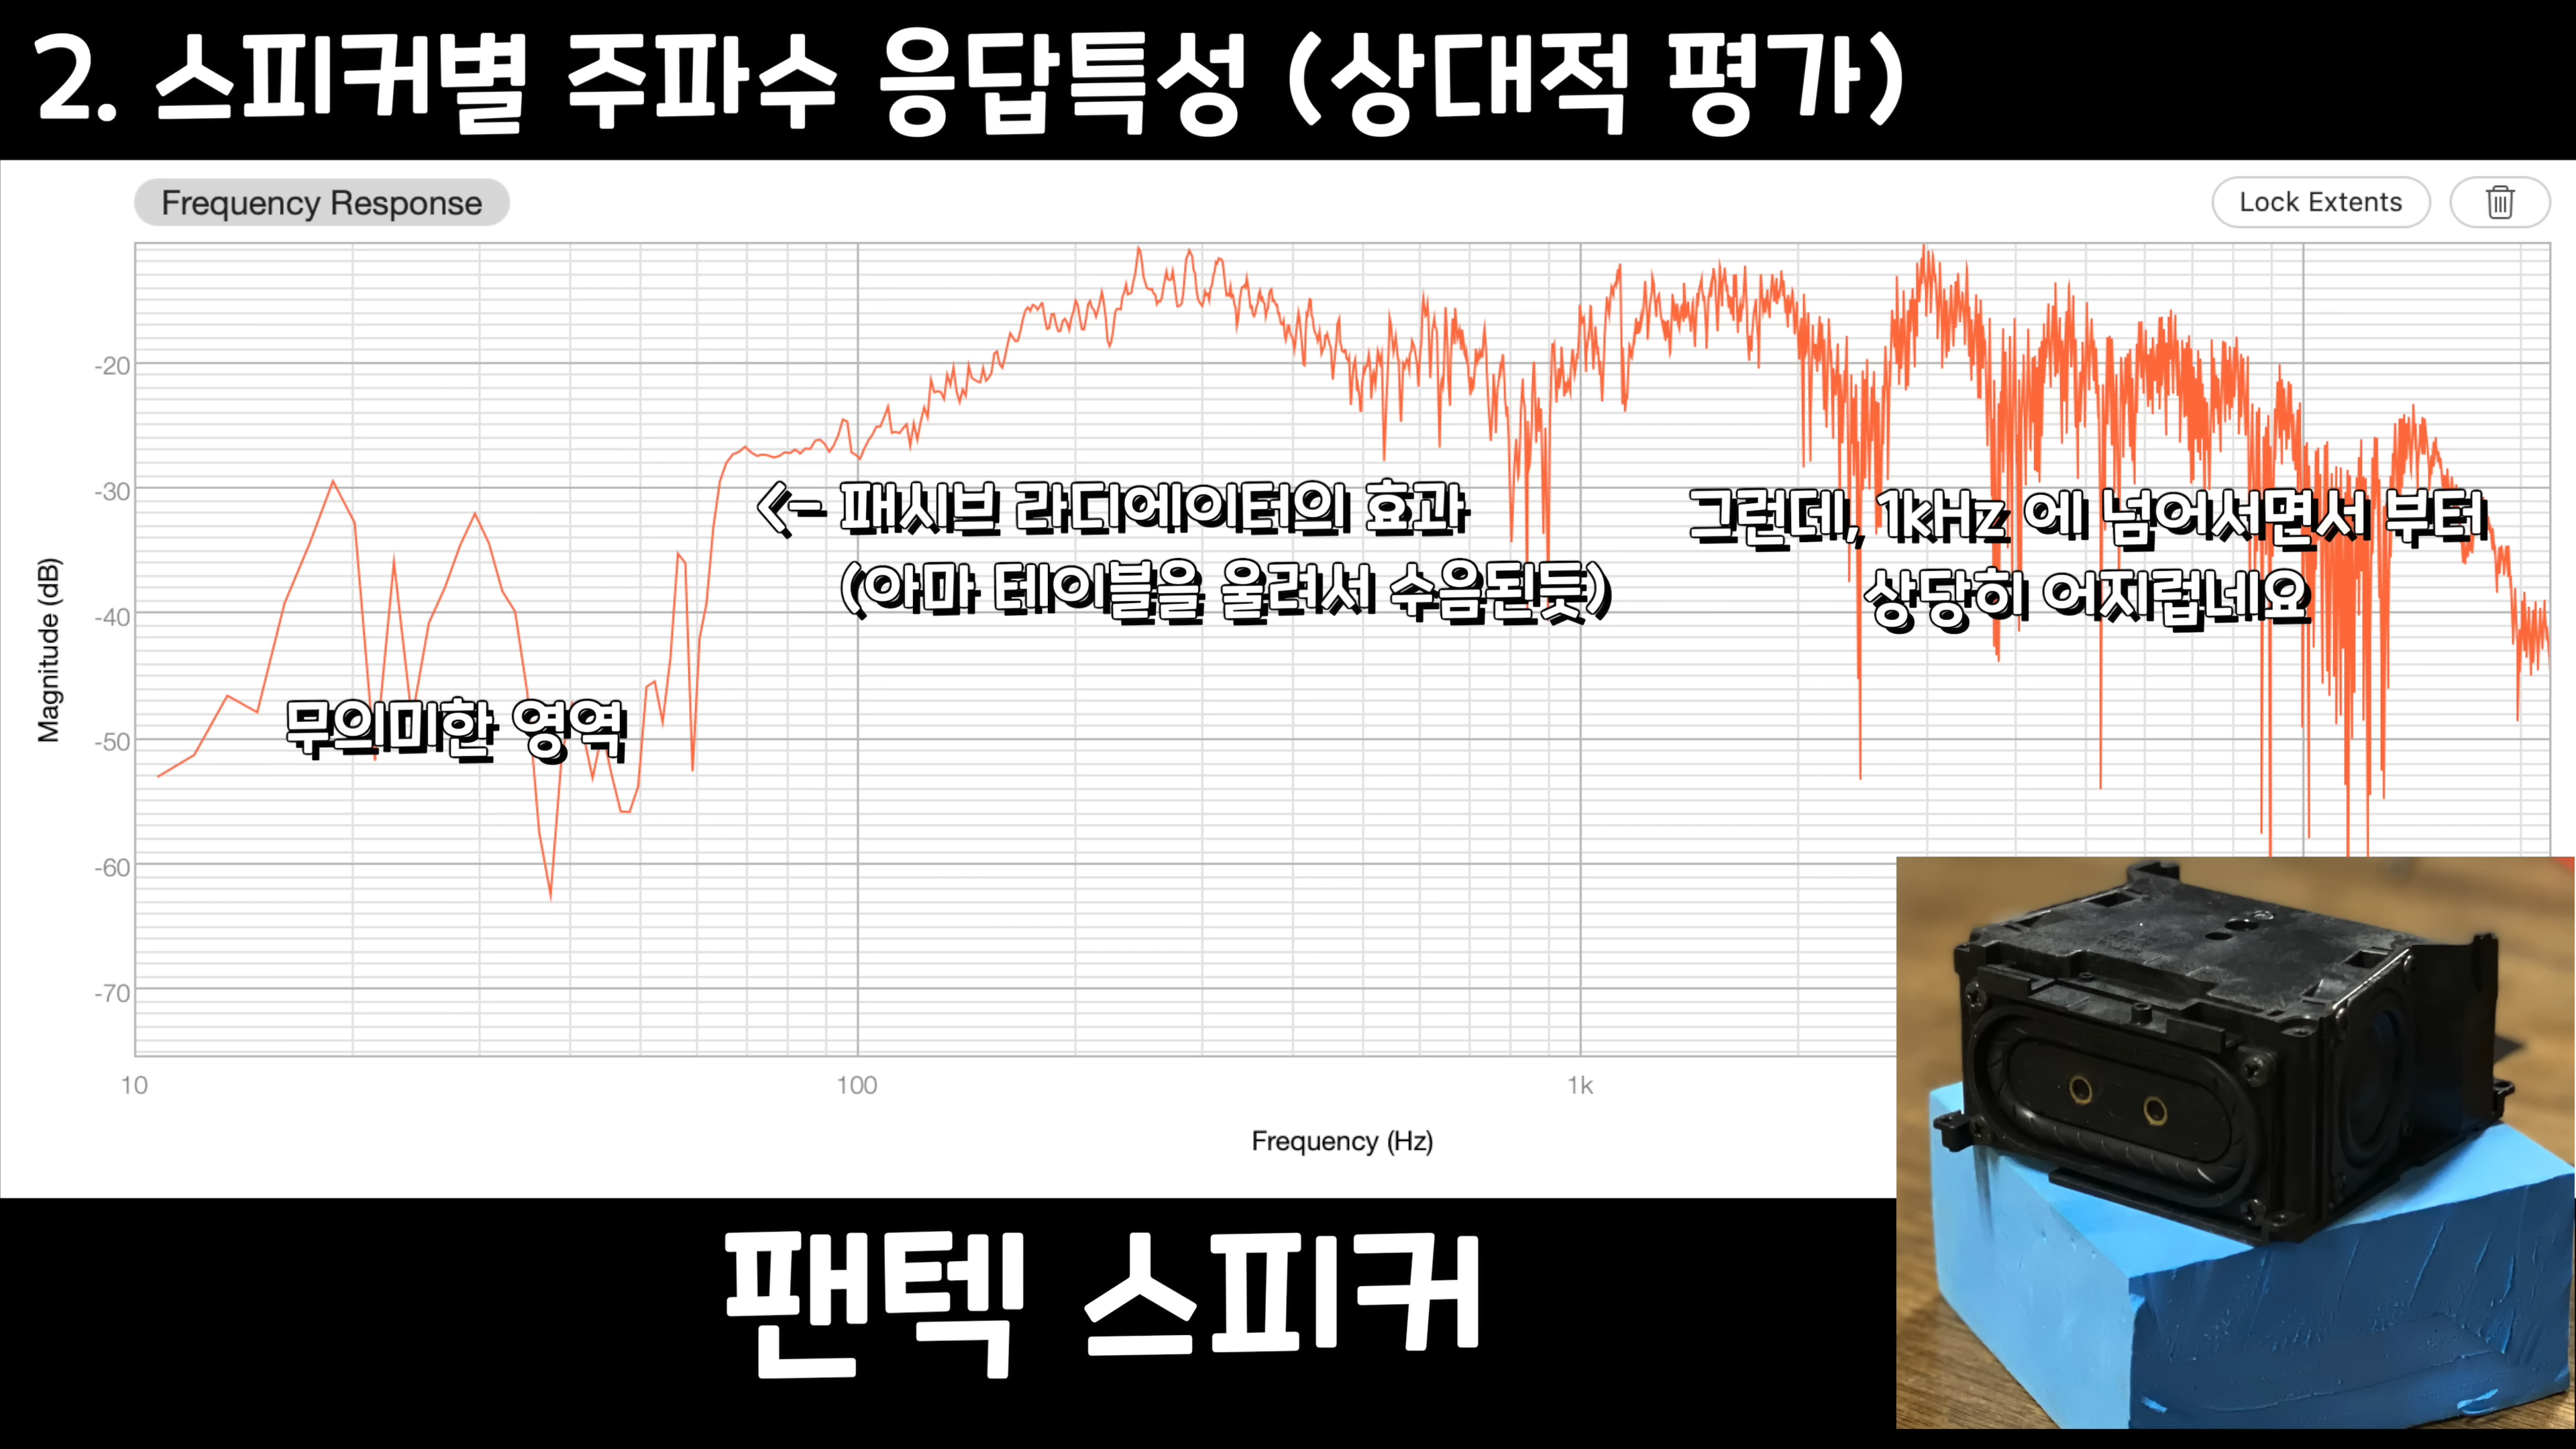 2. 스피커별 주파수 응답특성 (상대적 평가)
Frequency Response
Lock Extents
-20
-30
<- 패시브 라디에이터의 효과
(아마 테이블을 울려서 수음된듯)
그런데, 1kHz 에 넘어서면서 부터
상당히 어지럽네요
-40
무의미한 영역
-50
-60
-70
Magnitude (dB)
10
100
1k
Frequency (Hz)
팬텍 스피커